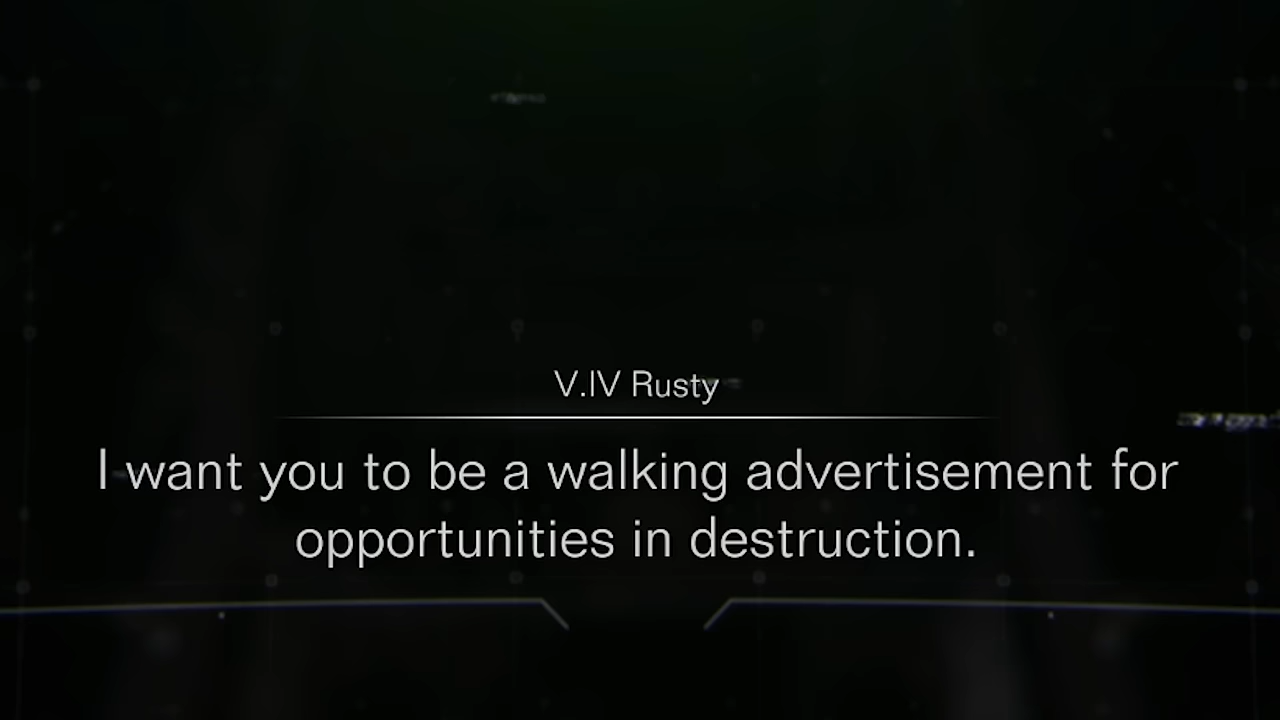 V.IV Rusty
I want you to be a walking advertisement for
opportunities in destruction.